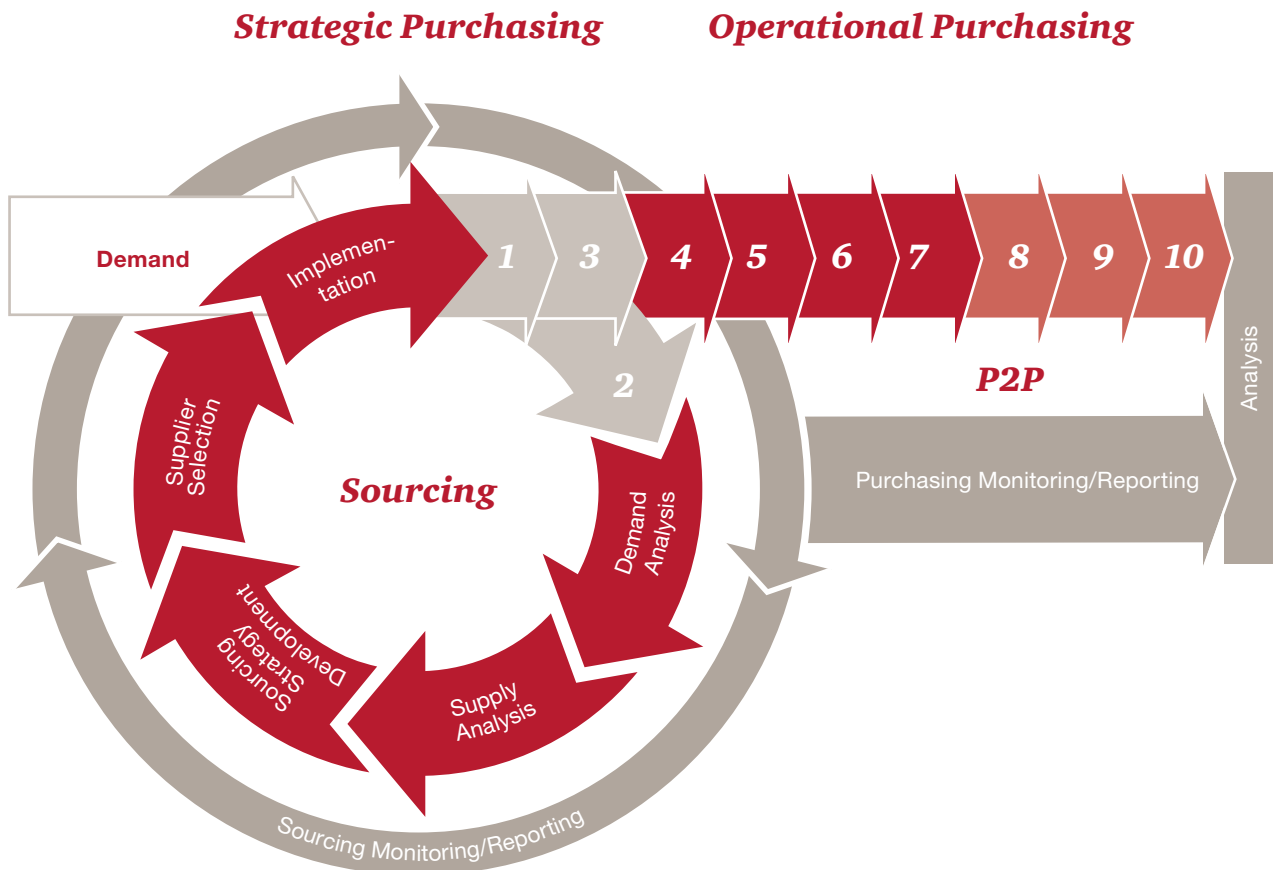 Strategic Purchasing
Operational Purchasing
Demand
Implemen-
tation
1
3
4
5
6
7
8
9
10
2
P2P
Analysis
Supplier
Selection
Sourcing
Purchasing Monitoring/Reporting
Demand
Analysis
Sourcing
Strategy
Development
Supply
Analysis
Sourcing Monitoring/Reporting